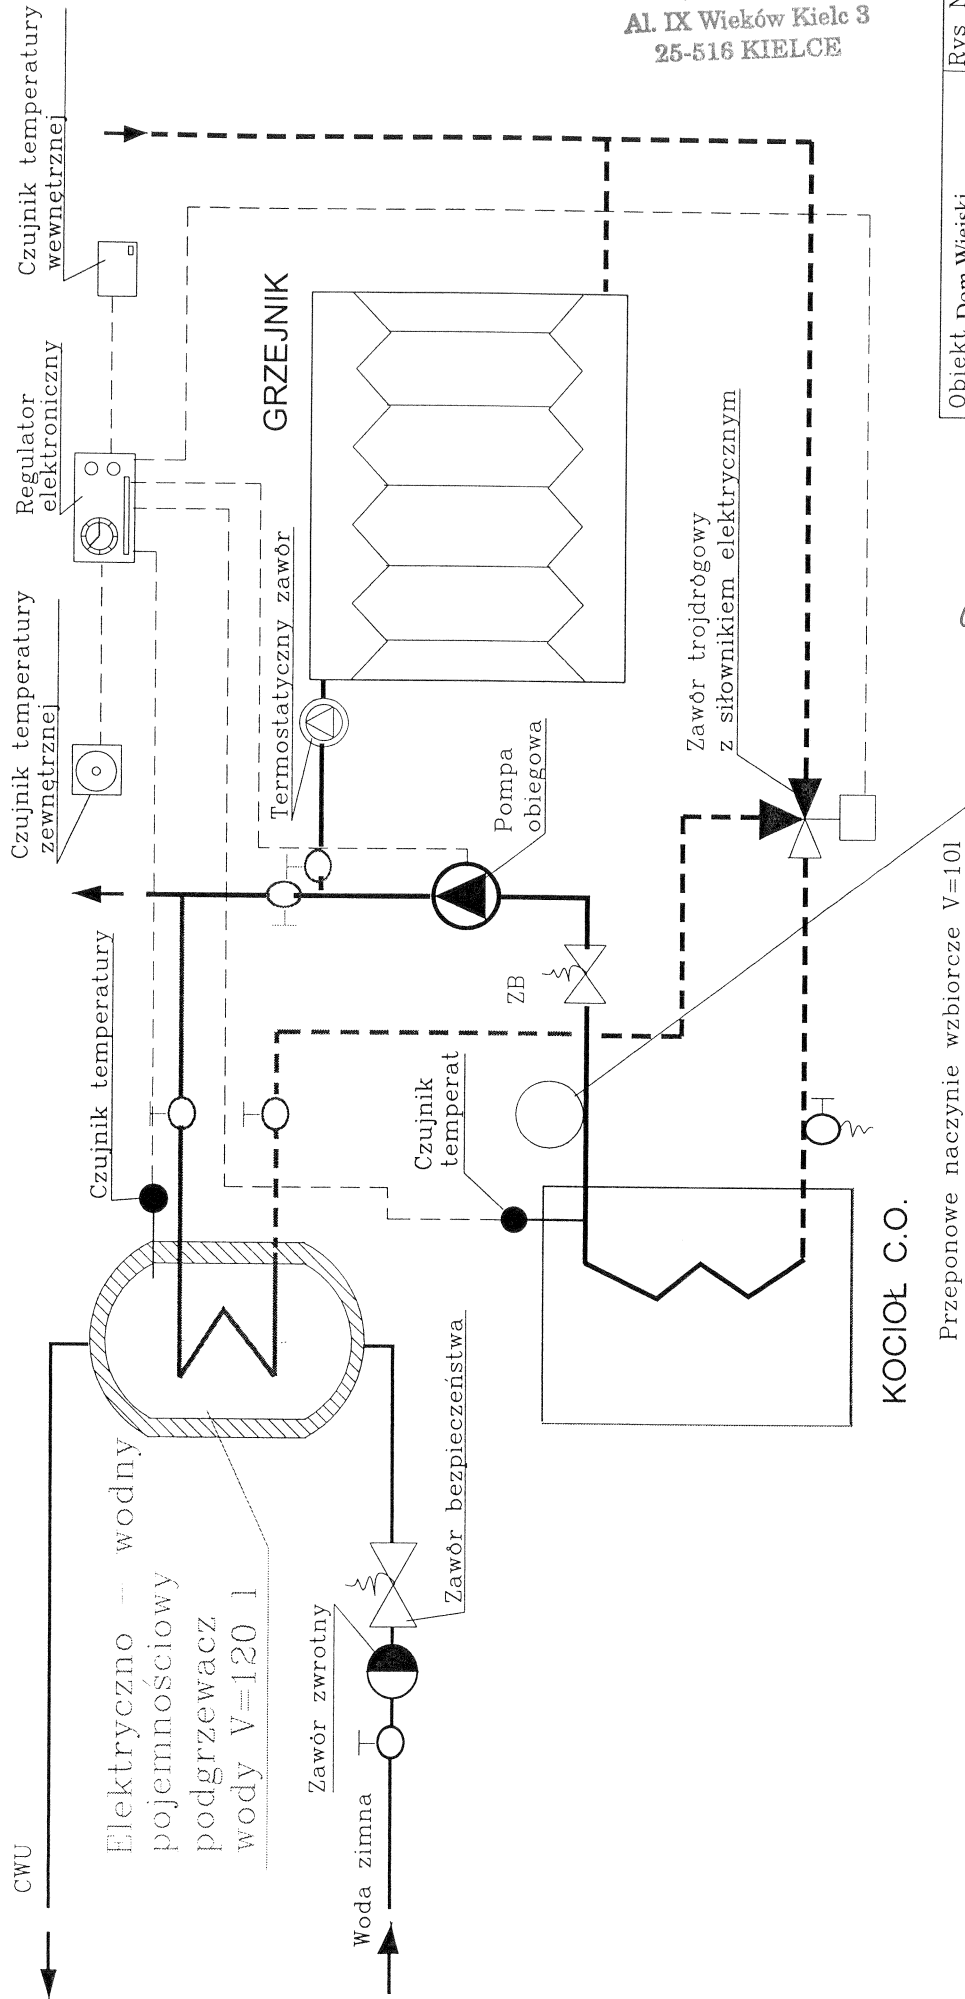 Al. IX Wieków Kielc 3
25-516 KIELCE
CWU
Elektryczno - wodny
pojemnościowy
podgrzewacz
wody V=120 l
Woda zimna
Zawór zwrotny
Zawór bezpieczeństwa
Czujnik temperatury
Czujnik
temperat
ZB
Czujnik temperatury
zewnętrznej
Regulator
elektroniczny
Czujnik temperatury
wewnętrznej
Termostatyczny zawór
GRZEJNIK
Pompa
obiegowa
Zawór trojdrógowy
z siłownikiem elektrycznym
KOCIOŁ C.O.
Przeponowe naczynie wzbiorcze V=10l
Obiekt Dom Wiejski
Rys